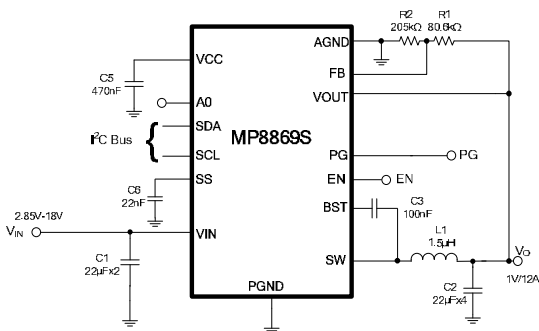 R2
R1
205kΩ
80.6kΩ
AGND
VCC
FB
C5
470nF
VOUT
A0
SDA
I²C Bus
MP8869S
SCL
PG
PG
C6
22nF
SS
EN
EN
BST
C3
100nF
2.85V-18V
VIN
VIN
L1
1.5µH
SW
VO
1V/12A
C1
22µFx2
C2
22µFx4
PGND